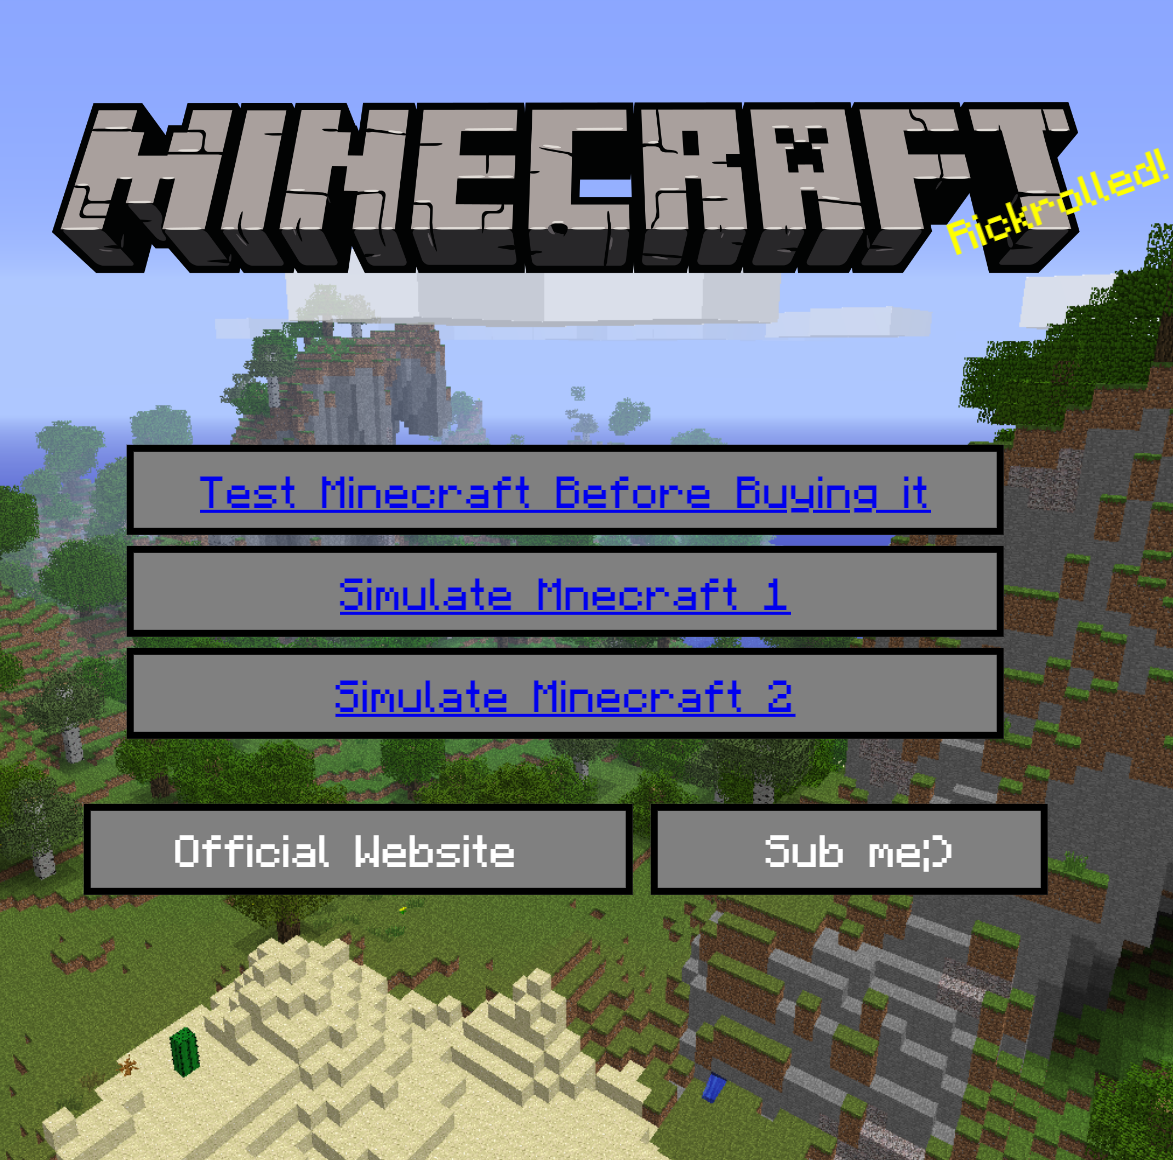 MINECRAFT
Rickrolled!
Test Minecraft Before Buying it
Simulate Mnecraft 1
Simulate Minecraft 2
Official Website
Sub me;)